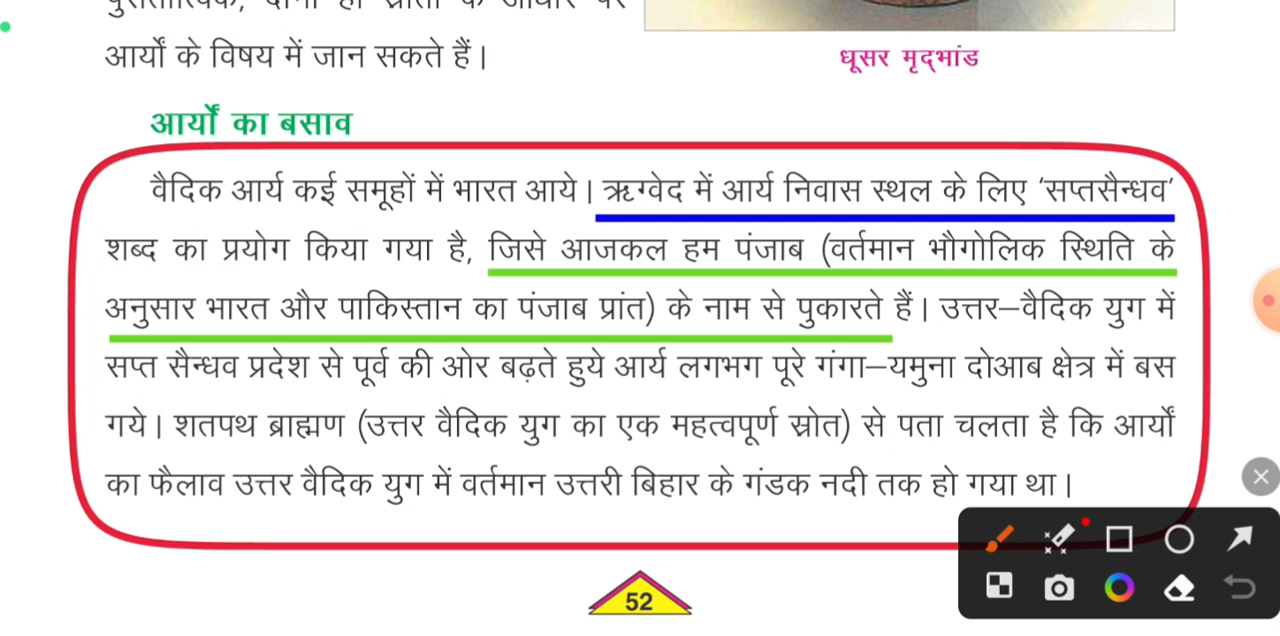 आर्यों के विषय में जान सकते हैं।
धूसर मृद्भांड
आर्यों का बसाव
वैदिक आर्य कई समूहों में भारत आये। ऋग्वेद में आर्य निवास स्थल के लिए ‘सप्तसैन्धव’
शब्द का प्रयोग किया गया है, जिसे आजकल हम पंजाब (वर्तमान भौगोलिक स्थिति के
अनुसार भारत और पाकिस्तान का पंजाब प्रांत) के नाम से पुकारते हैं। उत्तर–वैदिक युग में
सप्त सैन्धव प्रदेश से पूर्व की ओर बढ़ते हुये आर्य लगभग पूरे गंगा–यमुना दोआब क्षेत्र में बस
गये। शतपथ ब्राह्मण (उत्तर वैदिक युग का एक महत्वपूर्ण स्रोत) से पता चलता है कि आर्यों
का फैलाव उत्तर वैदिक युग में वर्तमान उत्तरी बिहार के गंडक नदी तक हो गया था।
52